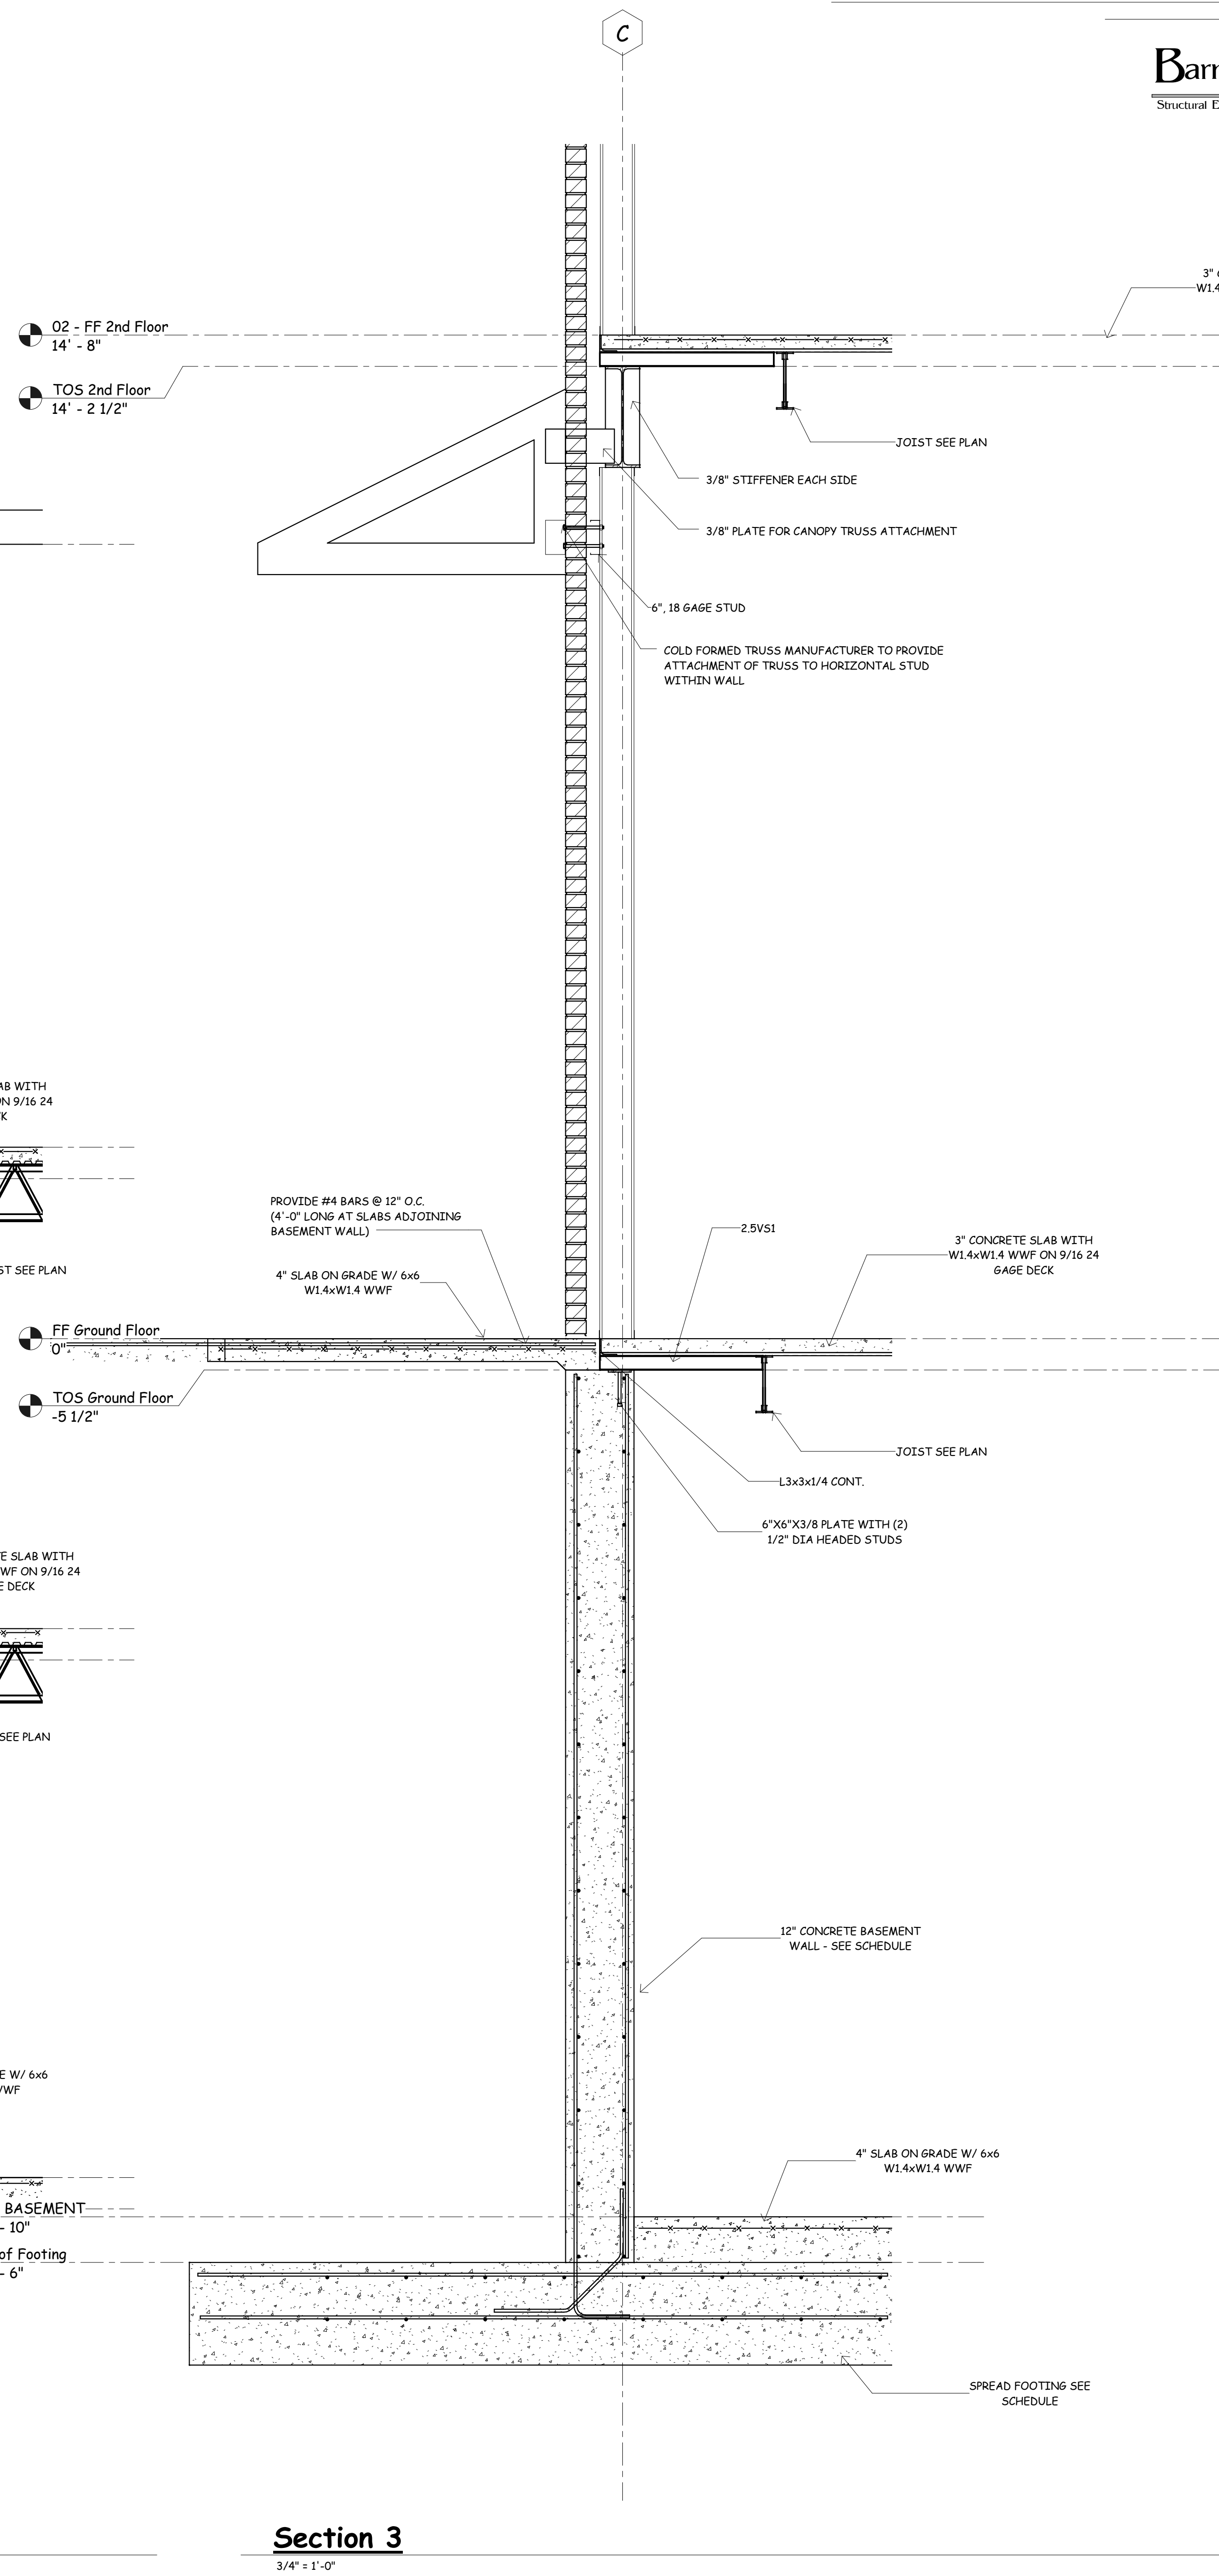 C
Structural
3"
02 - FF 2nd Floor
14' - 8"
TOS 2nd Floor
14' - 2 1/2"
JOIST SEE PLAN
3/8" STIFFENER EACH SIDE
3/8" PLATE FOR CANOPY TRUSS ATTACHMENT
6", 18 GAGE STUD
COLD FORMED TRUSS MANUFACTURER TO PROVIDE
ATTACHMENT OF TRUSS TO HORIZONTAL STUD
WITHIN WALL
WITH
ON 9/16 24
PROVIDE #4 BARS @ 12" O.C.
(4'-0" LONG AT SLABS ADJOINING
BASEMENT WALL)
2.5VS1
3" CONCRETE SLAB WITH
W1.4xW1.4 WWF ON 9/16 24
GAGE DECK
SEE PLAN
4" SLAB ON GRADE W/ 6x6
W1.4xW1.4 WWF
FF Ground Floor
0"
TOS Ground Floor
-5 1/2"
JOIST SEE PLAN
L3x3x1/4 CONT.
6"X6"X3/8 PLATE WITH (2)
1/2" DIA HEADED STUDS
SLAB WITH
ON 9/16 24
DECK
SEE PLAN
12" CONCRETE BASEMENT
WALL - SEE SCHEDULE
W/ 6x6
4" SLAB ON GRADE W/ 6x6
W1.4xW1.4 WWF
BASEMENT
- 10"
of Footing
- 6"
SPREAD FOOTING SEE
SCHEDULE
Section 3
3/4" = 1'-0"